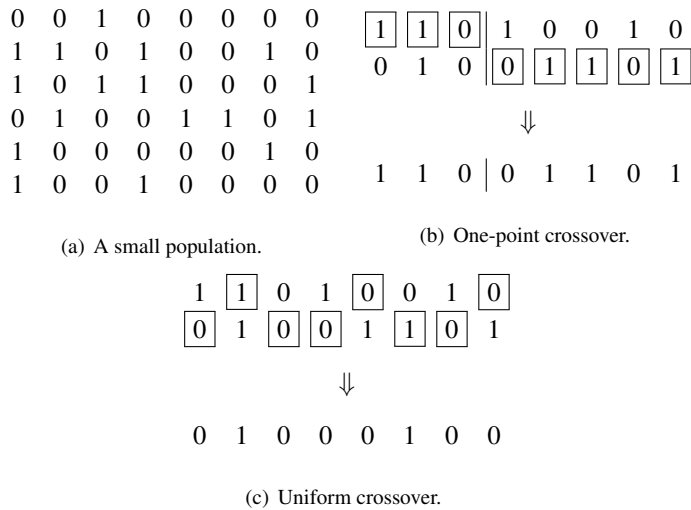 0 0 1 0 0 0 0 0
1 1 0 1 0 0 1 0
1 0 1 1 0 0 0 1
0 1 0 0 1 1 0 1
1 0 0 0 0 0 1 0
1 0 0 1 0 0 0 0
(a) A small population.
1 1 0 | 1 0 0 1 0
0 1 0 | 0 1 1 0 1
⇓
1 1 0 | 0 1 1 0 1
(b) One-point crossover.
1 1 0 1 0 0 1 0
0 1 0 0 1 1 0 1
⇓
0 1 0 0 0 1 0 0
(c) Uniform crossover.